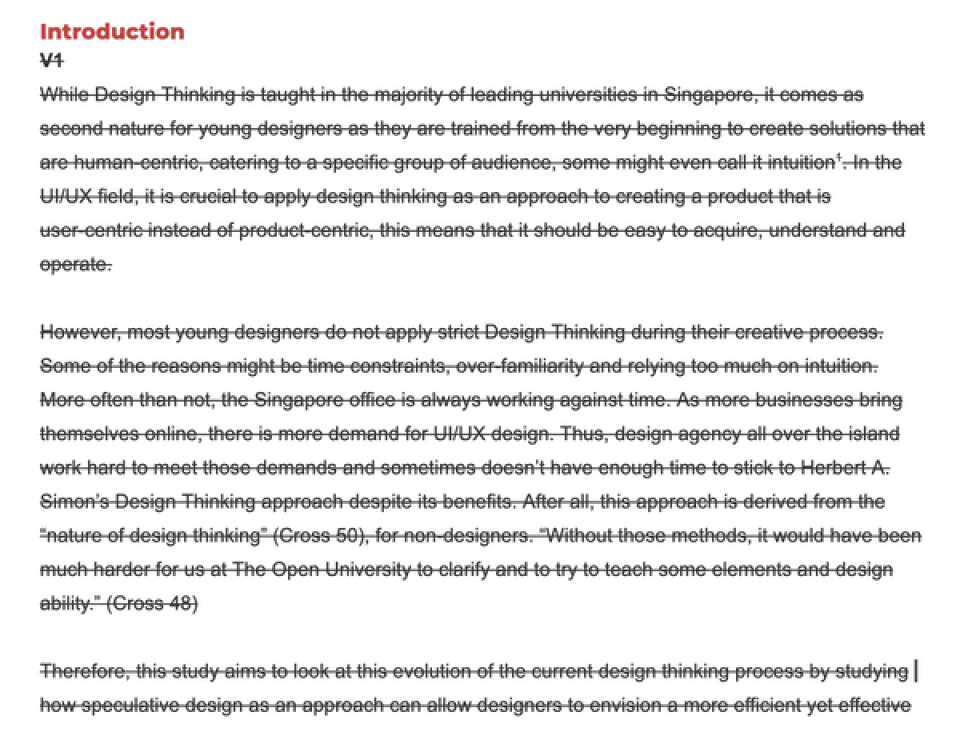 Introduction
V1
While Design Thinking is taught in the majority of leading universities in Singapore, it comes as
second nature for young designers as they are trained from the very beginning to create solutions that
are human-centric, catering to a specific group of audience, some might even call it intuition¹. In the
UI/UX field, it is crucial to apply design thinking as an approach to creating a product that is
user-centric instead of product-centric, this means that it should be easy to acquire, understand and
operate.
However, most young designers do not apply strict Design Thinking during their creative process.
Some of the reasons might be time constraints, over-familiarity and relying too much on intuition.
More often than not, the Singapore office is always working against time. As more businesses bring
themselves online, there is more demand for UI/UX design. Thus, design agency all over the island
work hard to meet those demands and sometimes doesn't have enough time to stick to Herbert A.
Simon's Design Thinking approach despite its benefits. After all, this approach is derived from the
“nature of design thinking” (Cross 50), for non-designers. “Without those methods, it would have been
much harder for us at The Open University to clarify and to try to teach some elements and design
ability.” (Cross 48)
Therefore, this study aims to look at this evolution of the current design thinking process by studying
how speculative design as an approach can allow designers to envision a more efficient yet effective